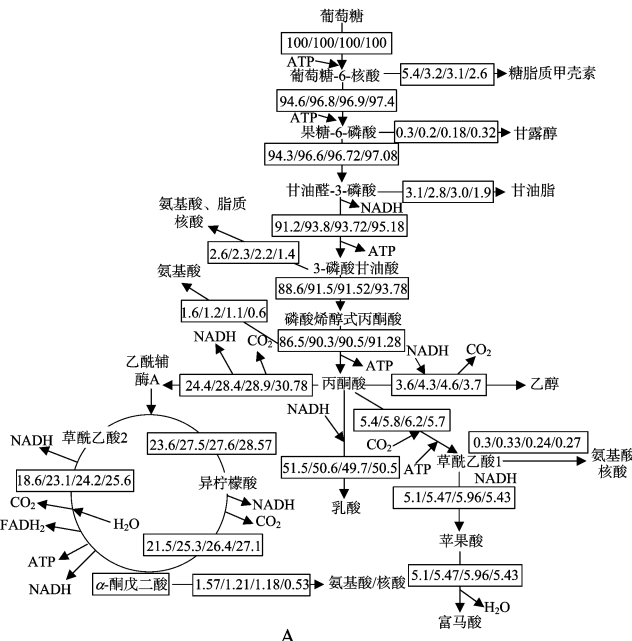 葡萄糖
100/100/100/100
ATP
葡萄糖-6-核酸
5.4/3.2/3.1/2.6
糖脂质甲壳素
94.6/96.8/96.9/97.4
ATP
果糖-6-磷酸
0.3/0.2/0.18/0.32
甘露醇
94.3/96.6/96.72/97.08
甘油醛-3-磷酸
3.1/2.8/3.0/1.9
甘油脂
NADH
氨基酸、脂质
核酸
91.2/93.8/93.72/95.18
ATP
2.6/2.3/2.2/1.4
3-磷酸甘油酸
氨基酸
88.6/91.5/91.52/93.78
1.6/1.2/1.1/0.6
磷酸烯醇式丙酮酸
86.5/90.3/90.5/91.28
NADH
CO₂
ATP
NADH
CO₂
乙酰辅
酶A
24.4/28.4/28.9/30.78
丙酮酸
3.6/4.3/4.6/3.7
乙醇
NADH
5.4/5.8/6.2/5.7
草酰乙酸2
23.6/27.5/27.6/28.57
CO₂
0.3/0.33/0.24/0.27
NADH
51.5/50.6/49.7/50.5
ATP
草酰乙酸1
氨基酸
核酸
18.6/23.1/24.2/25.6
异柠檬酸
NADH
CO₂
NADH
乳酸
5.1/5.47/5.96/5.43
FADH₂
H₂O
CO₂
苹果酸
ATP
21.5/25.3/26.4/27.1
NADH
α-酮戊二酸
1.57/1.21/1.18/0.53
氨基酸/核酸
5.1/5.47/5.96/5.43
H₂O
富马酸
A